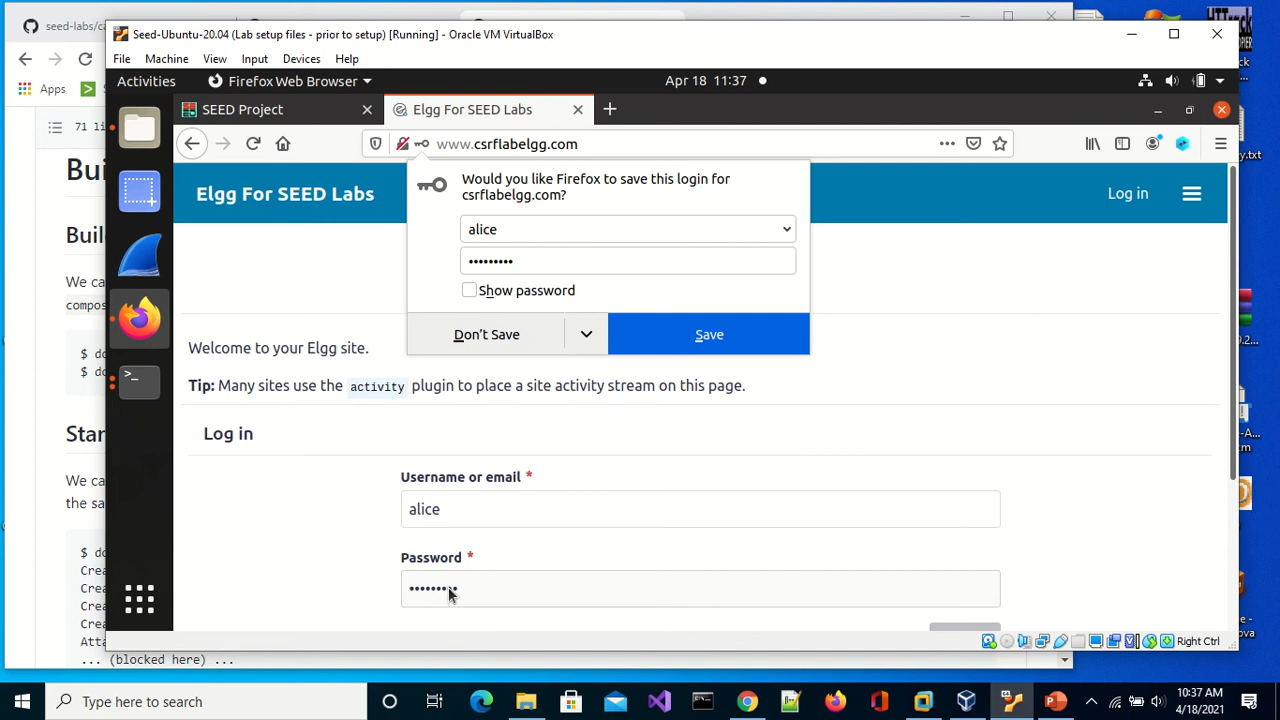 seed-labs/ca
Seed-Ubuntu-20.04 (Lab setup files - prior to setup) [Running] - Oracle VM VirtualBox
File Machine View Input Devices Help
Activities Firefox Web Browser Apr 18 11:37
Apps
SEED Project Elgg For SEED Labs
71 li
www.csrflabelgg.com
Bui
Would you like Firefox to save this login for
csrflabelgg.com?
Elgg For SEED Labs Log in
alice
•••••••••
Buil
Show password
We ca
compos
Don't Save Save
Welcome to your Elgg site.
$ do
$ do
Tip: Many sites use the activity plugin to place a site activity stream on this page.
Star
Log in
We ca
the sa
Username or email *
alice
$ do
Password *
Crea
•••••••••
Crea
Crea
Crea
Atta
... (blocked here) ...
Right Ctrl
Type here to search
10:37 AM
4/18/2021